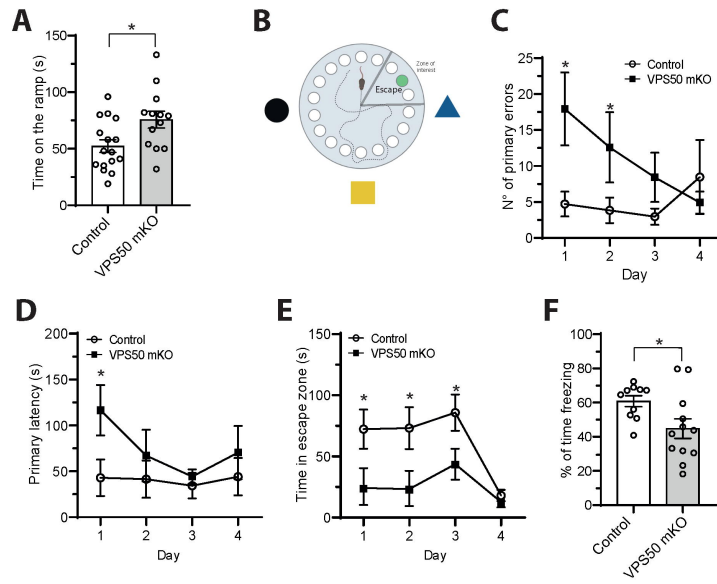 A
*
Time on the ramp (s)
150
100
50
0
Control
VPS50 mKO
B
Zone of
interest
Escape
C
Control
VPS50 mKO
N° of primary errors
25
20
15
10
5
0
*
*
1 2 3 4
Day
D
Control
VPS50 mKO
Primary latency (s)
200
150
100
50
0
*
1 2 3 4
Day
E
Control
VPS50 mKO
Time in escape zone (s)
150
100
50
0
* * *
1 2 3 4
Day
F
*
% of time freezing
100
80
60
40
20
0
Control
VPS50 mKO